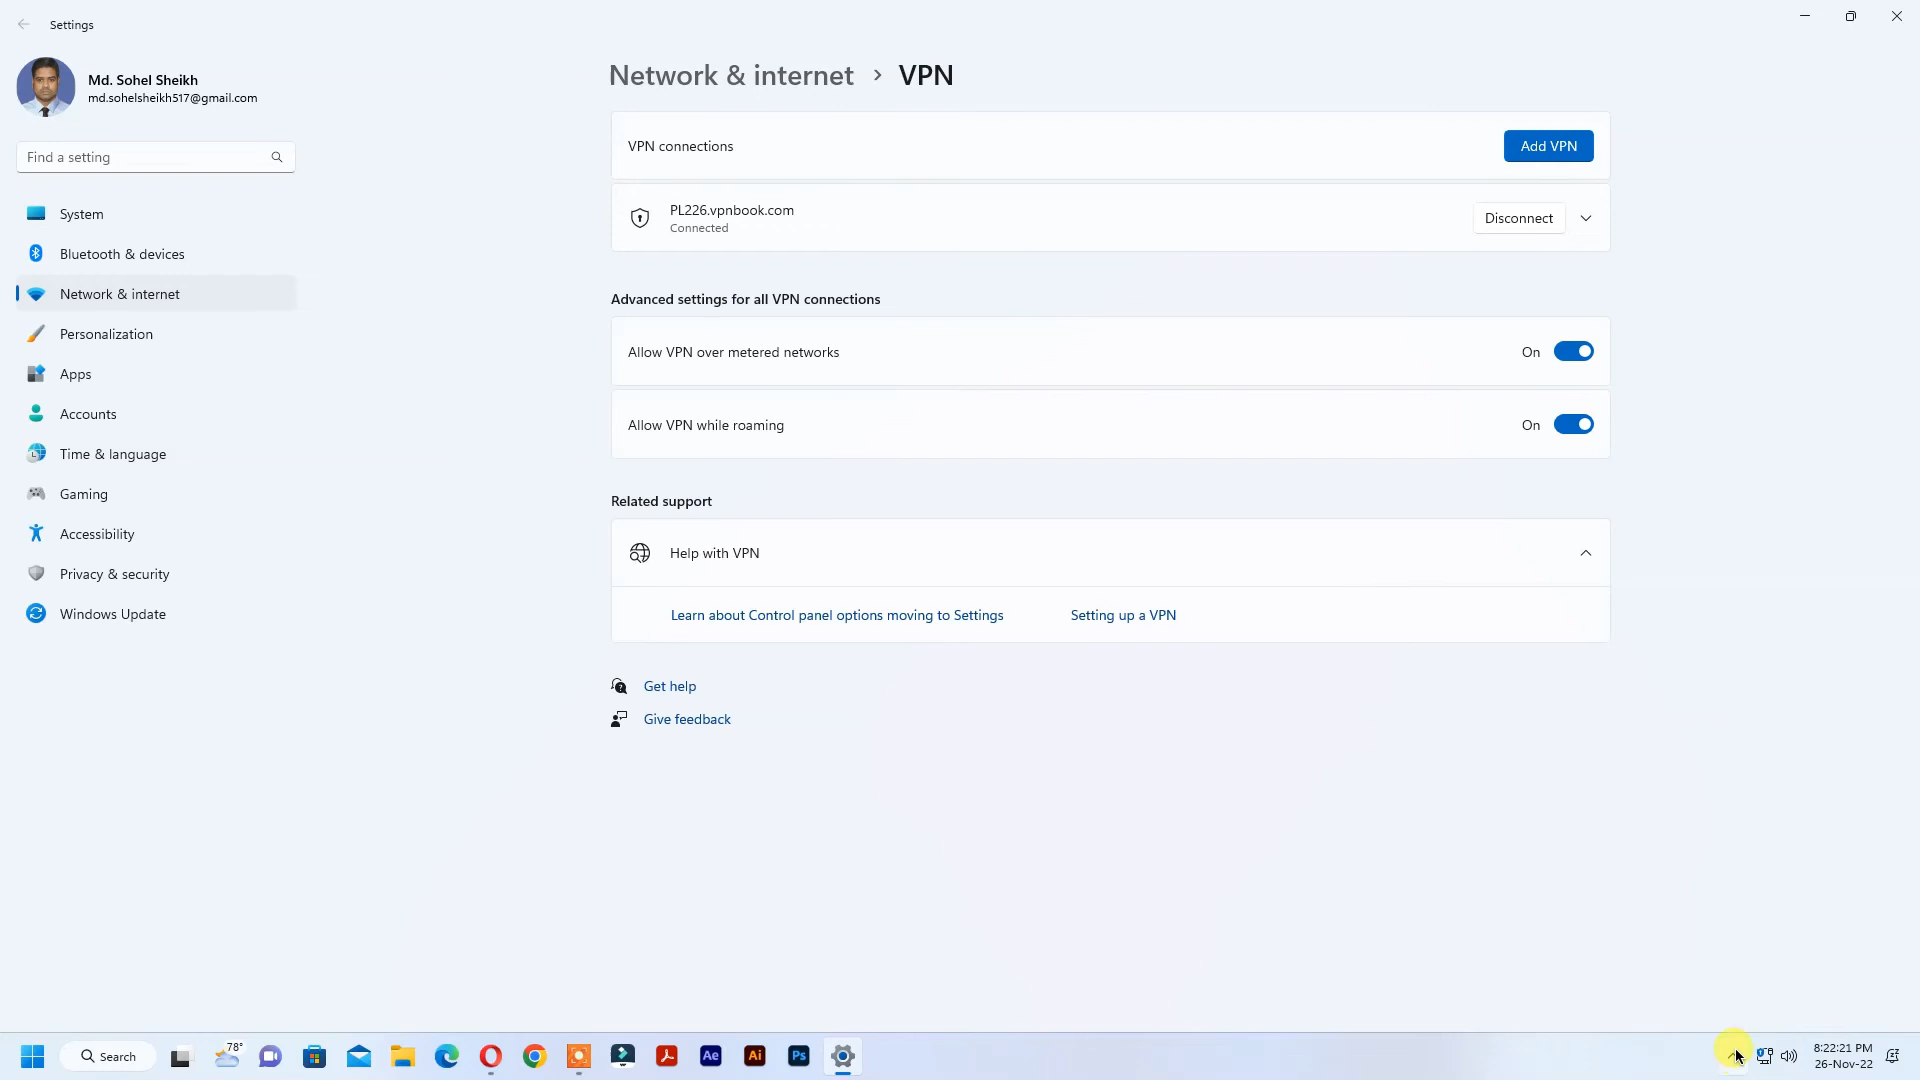 Settings
Md. Sohel Sheikh
md.sohelsheikh517@gmail.com
Find a setting
System
Bluetooth & devices
Network & internet
Personalization
Apps
Accounts
Time & language
Gaming
Accessibility
Privacy & security
Windows Update
Network & internet > VPN
VPN connections
Add VPN
PL226.vpnbook.com
Connected
Disconnect
Advanced settings for all VPN connections
Allow VPN over metered networks
On
Allow VPN while roaming
On
Related support
Help with VPN
Learn about Control panel options moving to Settings
Setting up a VPN
Get help
Give feedback
Search
78°
Ae
Ai
Ps
8:22:21 PM
26-Nov-22